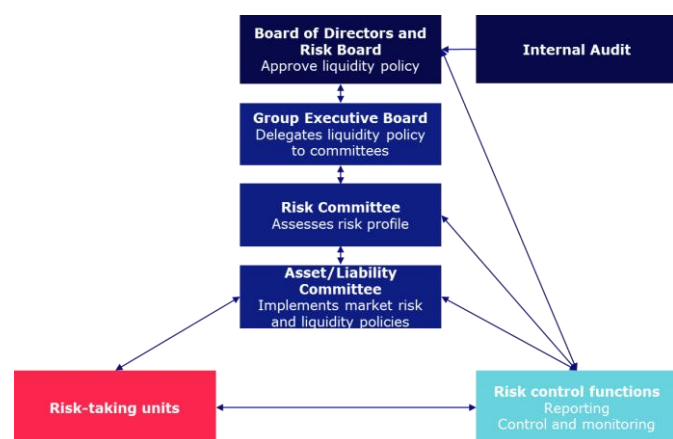 Board of Directors and
Risk Board
Approve liquidity policy
Internal Audit
Group Executive Board
Delegates liquidity policy
to committees
Risk Committee
Assesses risk profile
Asset/Liability
Committee
Implements market risk
and liquidity policies
Risk-taking units
Risk control functions
Reporting
Control and monitoring